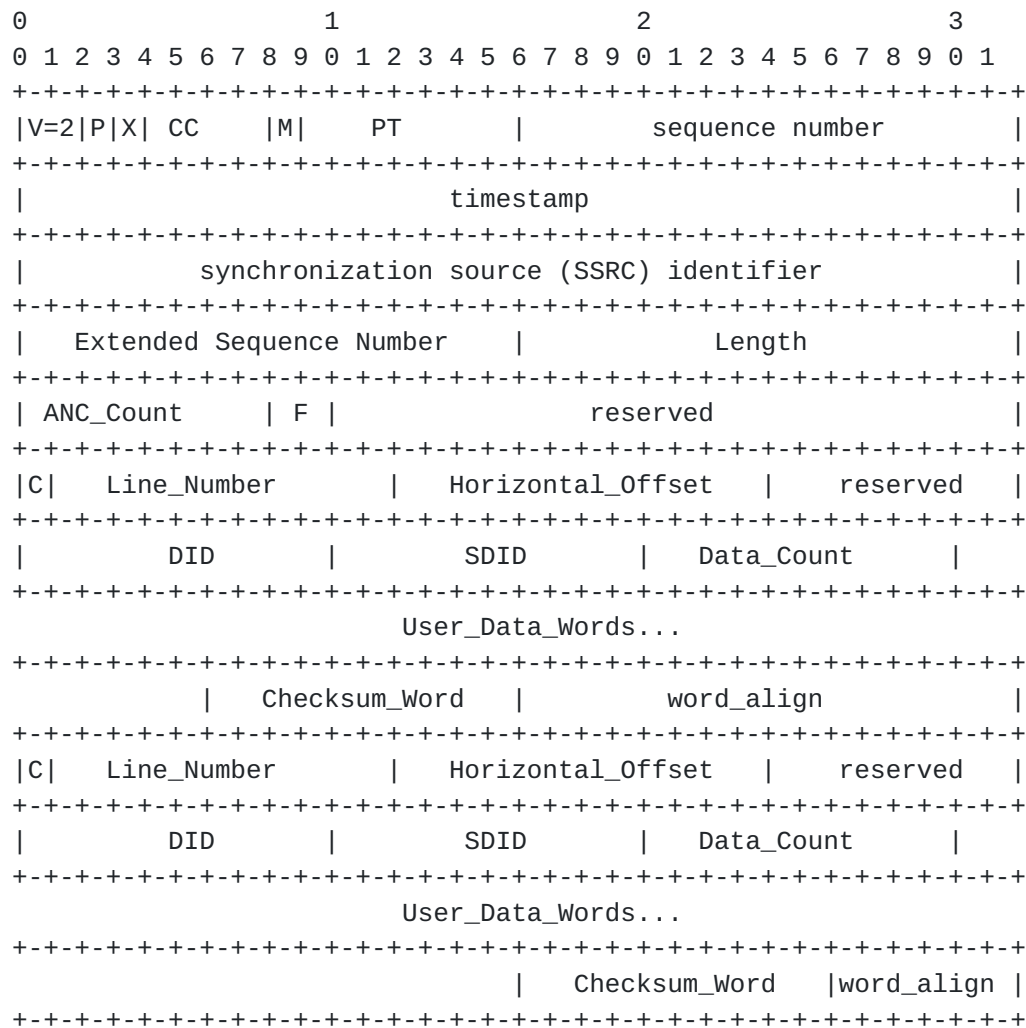 0                   1                   2                   3
0 1 2 3 4 5 6 7 8 9 0 1 2 3 4 5 6 7 8 9 0 1 2 3 4 5 6 7 8 9 0 1
+-+-+-+-+-+-+-+-+-+-+-+-+-+-+-+-+-+-+-+-+-+-+-+-+-+-+-+-+-+-+-+-+
|V=2|P|X| CC    |M|    PT       |        sequence number        |
+-+-+-+-+-+-+-+-+-+-+-+-+-+-+-+-+-+-+-+-+-+-+-+-+-+-+-+-+-+-+-+-+
|                           timestamp                           |
+-+-+-+-+-+-+-+-+-+-+-+-+-+-+-+-+-+-+-+-+-+-+-+-+-+-+-+-+-+-+-+-+
|           synchronization source (SSRC) identifier            |
+-+-+-+-+-+-+-+-+-+-+-+-+-+-+-+-+-+-+-+-+-+-+-+-+-+-+-+-+-+-+-+-+
|   Extended Sequence Number    |            Length             |
+-+-+-+-+-+-+-+-+-+-+-+-+-+-+-+-+-+-+-+-+-+-+-+-+-+-+-+-+-+-+-+-+
| ANC_Count     | F |                reserved                   |
+-+-+-+-+-+-+-+-+-+-+-+-+-+-+-+-+-+-+-+-+-+-+-+-+-+-+-+-+-+-+-+-+
|C|   Line_Number       |   Horizontal_Offset   |    reserved   |
+-+-+-+-+-+-+-+-+-+-+-+-+-+-+-+-+-+-+-+-+-+-+-+-+-+-+-+-+-+-+-+-+
|         DID       |        SDID       |   Data_Count      |
+-+-+-+-+-+-+-+-+-+-+-+-+-+-+-+-+-+-+-+-+-+-+-+-+-+-+-+-+-+-+-+-+
                         User_Data_Words...
+-+-+-+-+-+-+-+-+-+-+-+-+-+-+-+-+-+-+-+-+-+-+-+-+-+-+-+-+-+-+-+-+
            |   Checksum_Word   |         word_align            |
+-+-+-+-+-+-+-+-+-+-+-+-+-+-+-+-+-+-+-+-+-+-+-+-+-+-+-+-+-+-+-+-+
|C|   Line_Number       |   Horizontal_Offset   |    reserved   |
+-+-+-+-+-+-+-+-+-+-+-+-+-+-+-+-+-+-+-+-+-+-+-+-+-+-+-+-+-+-+-+-+
|         DID       |        SDID       |   Data_Count      |
+-+-+-+-+-+-+-+-+-+-+-+-+-+-+-+-+-+-+-+-+-+-+-+-+-+-+-+-+-+-+-+-+
                         User_Data_Words...
+-+-+-+-+-+-+-+-+-+-+-+-+-+-+-+-+-+-+-+-+-+-+-+-+-+-+-+-+-+-+-+-+
                                |   Checksum_Word   |word_align |
+-+-+-+-+-+-+-+-+-+-+-+-+-+-+-+-+-+-+-+-+-+-+-+-+-+-+-+-+-+-+-+-+